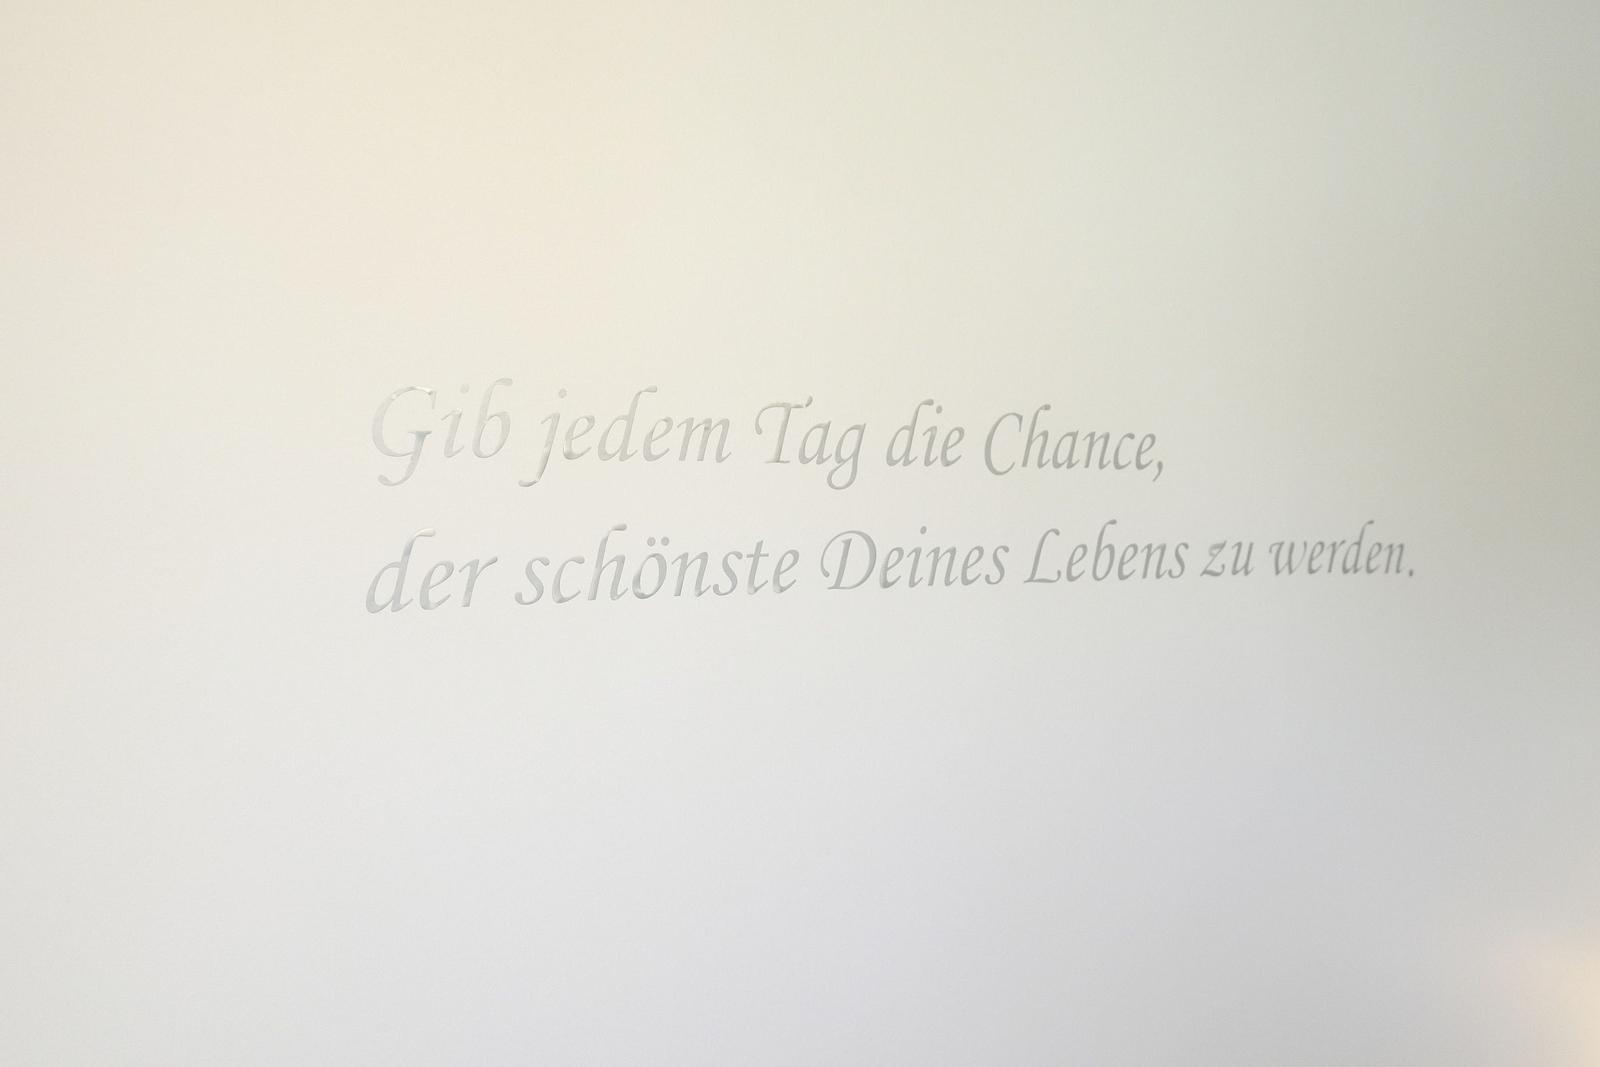 Gib jedem Tag die Chance,
der schönste Deines Lebens zu werden.